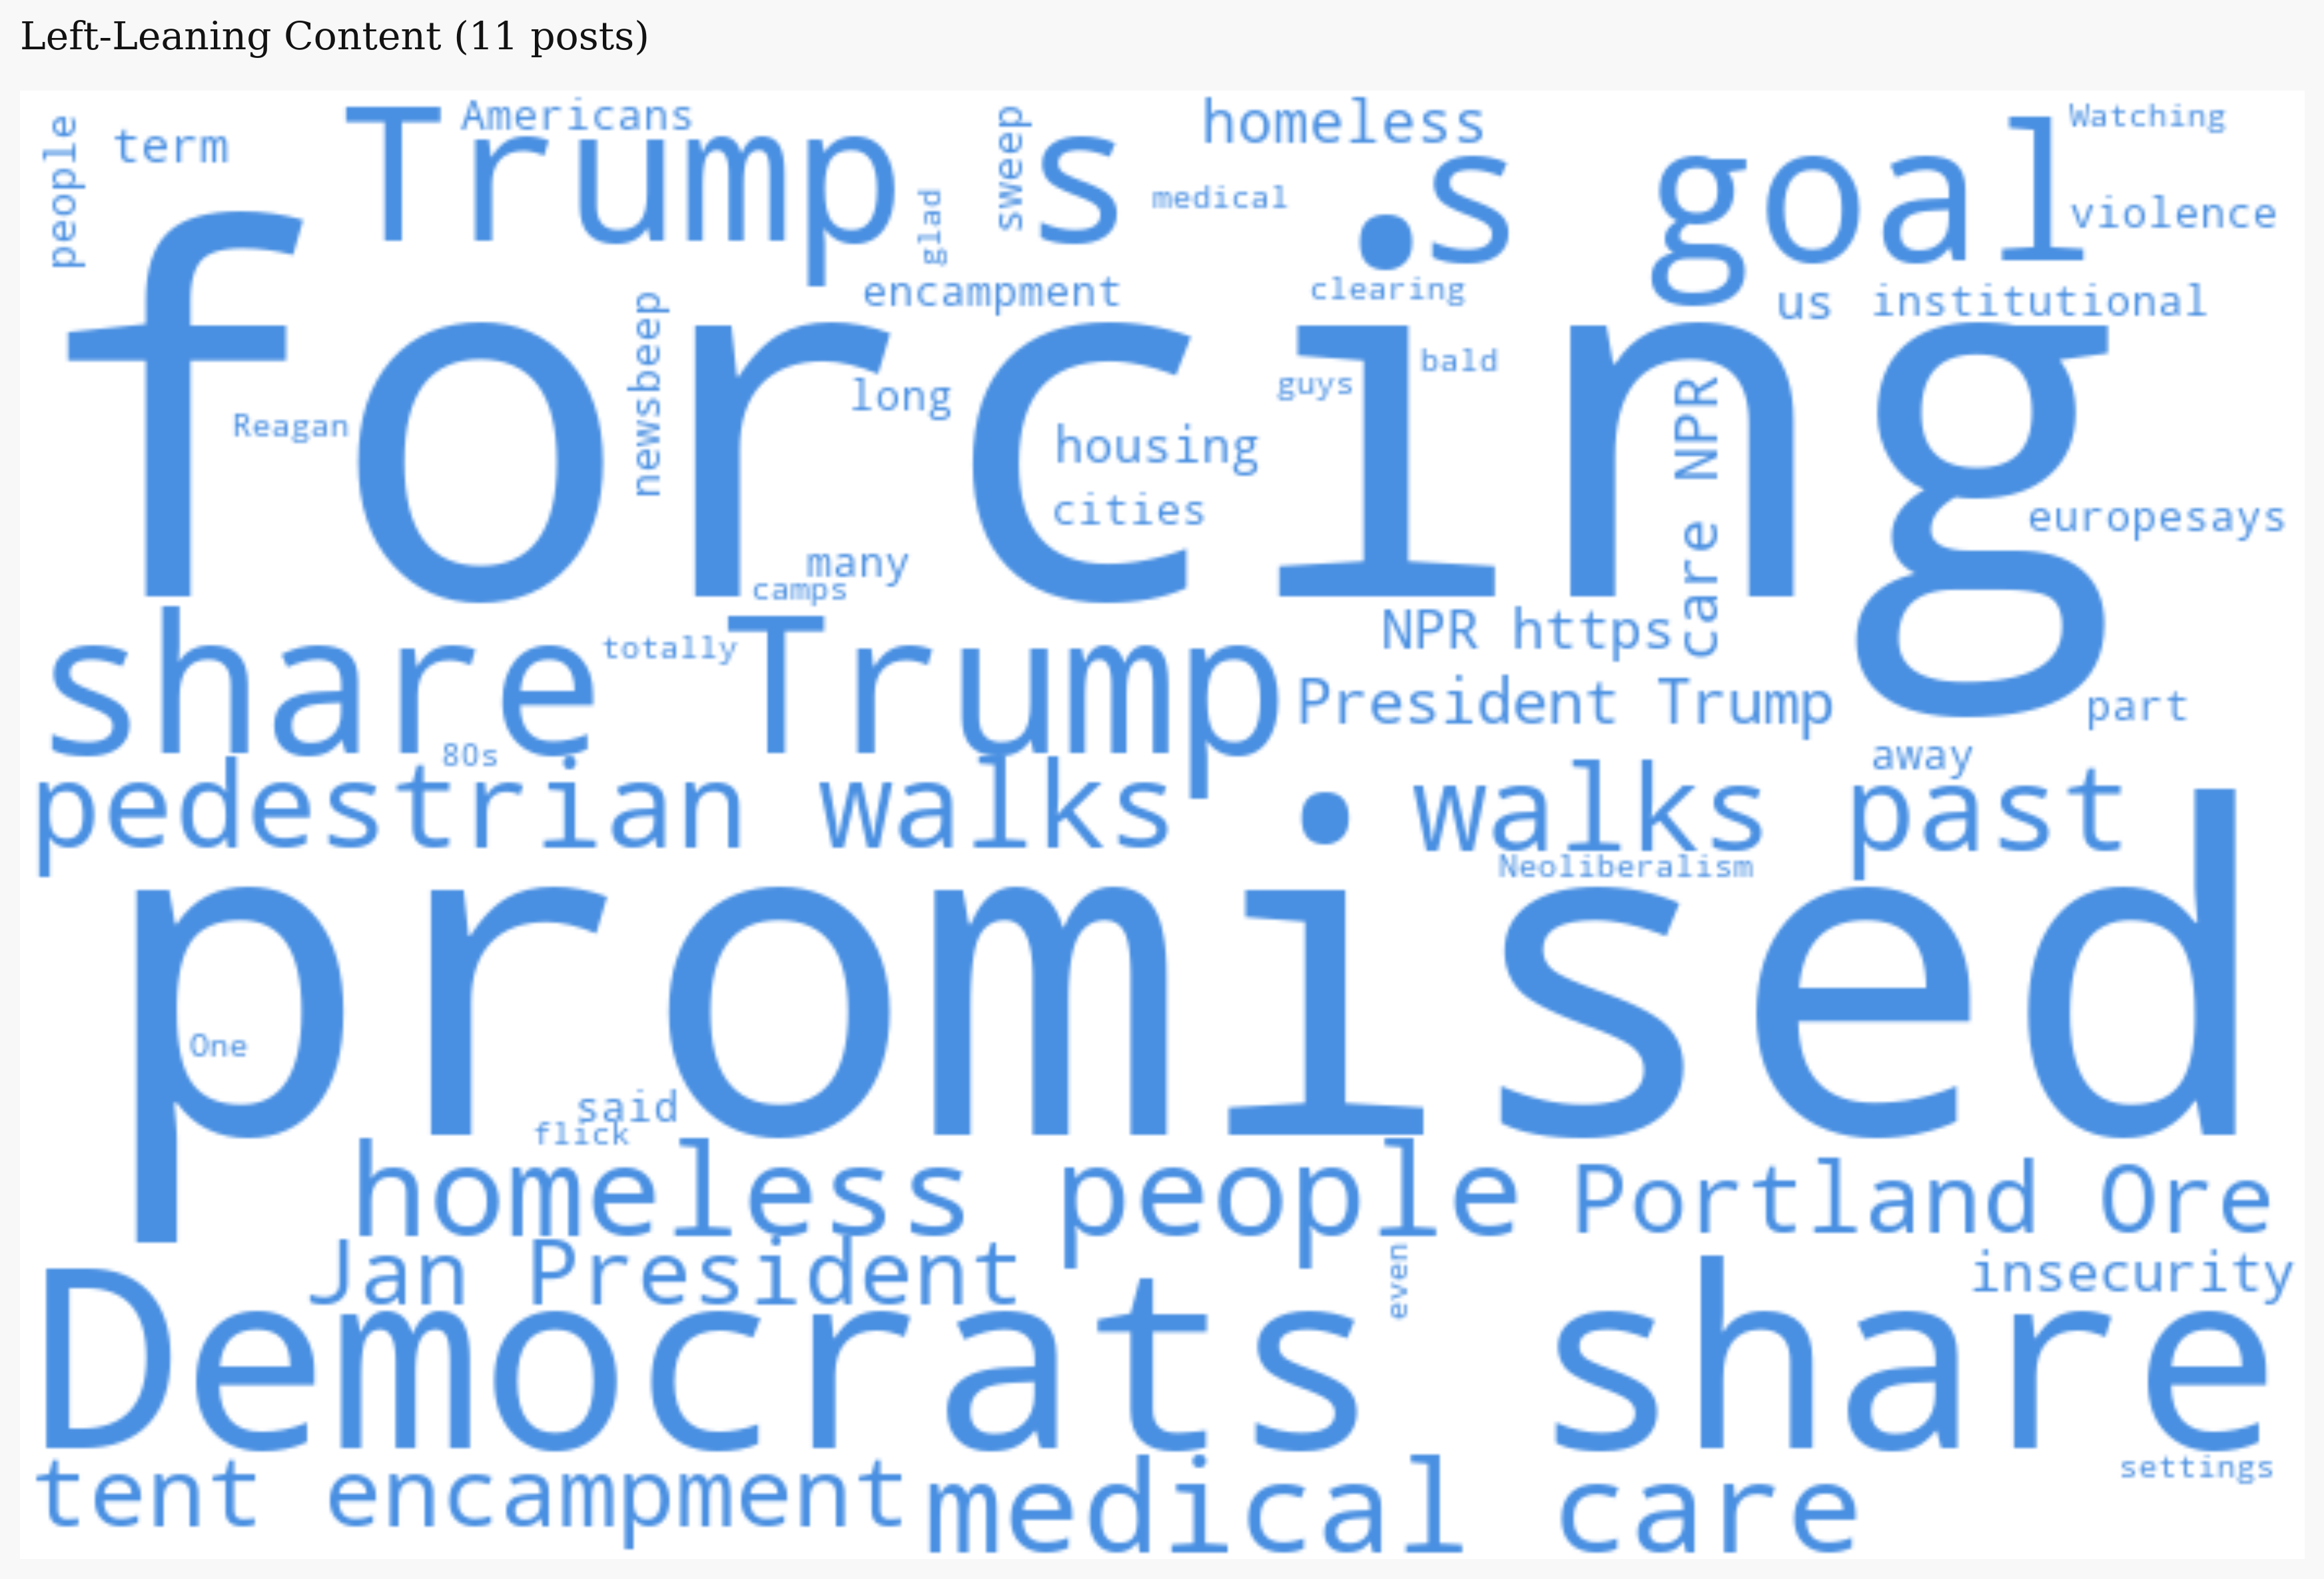 Left-Leaning Content (11 posts)
people
term
Trump s
Americans
glad
sweep
homeless
medical
s goal
Watching
violence
encampment
clearing
us
institutional
forcing
newsbeep
Reagan
long
housing
cities
guys
bald
care NPR
europesays
many
camps
share Trump
totally
NPR https
President Trump
part
80s
away
pedestrian walks
walks past
Neoliberalism
promised
One
said
flick
homeless people
Portland Ore
Jan President
even
insecurity
Democrats share
tent encampment
medical care
settings